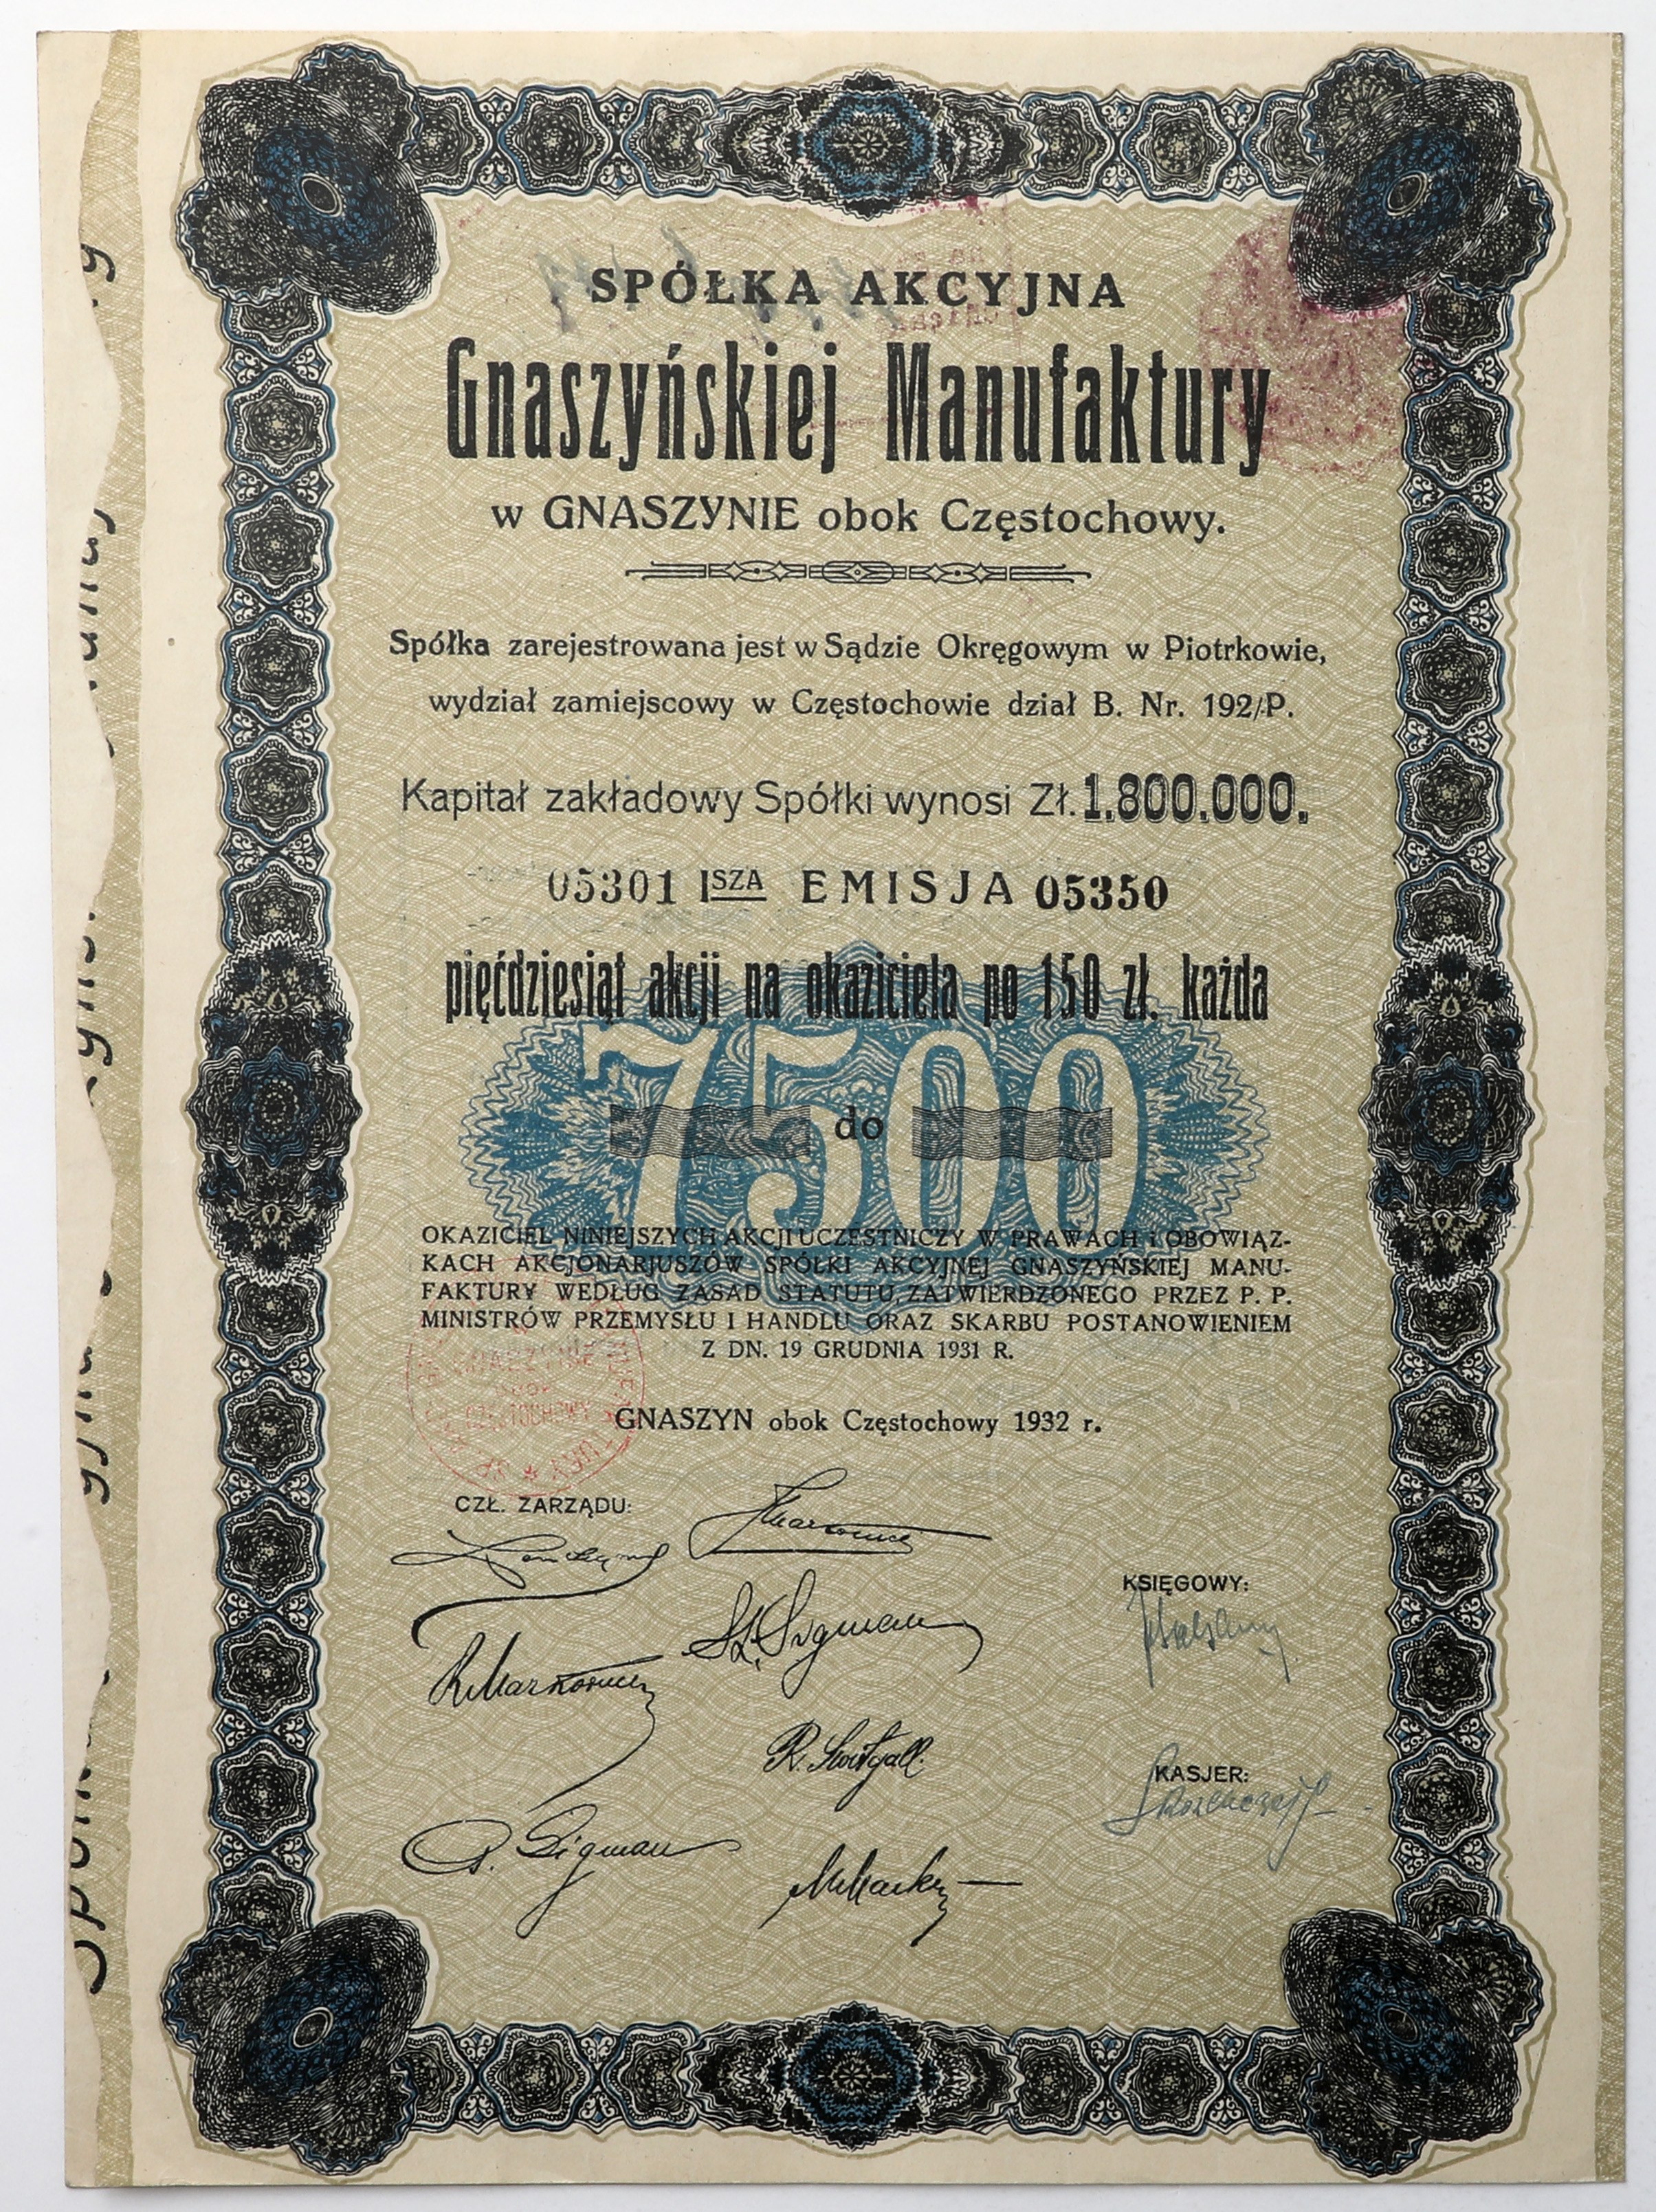 SPÓŁKA AKCYJNA
Gnaszyńskiej Manufaktury
w GNASZYNIE obok Częstochowy.
Spółka zarejestrowana jest w Sądzie Okręgowym w Piotrkowie,
wydział zamiejscowy w Częstochowie dział B. Nr. 192/P.
Kapitał zakładowy Spółki wynosi Zł. 1.800.000.
05301 ISZA EMISJA 05350
pięćdziesiąt akcji na okaziciela po 150 zł. każda
7500
do
OKAZICIEL NINIEJSZYCH AKCJI UCZESTNICZY W PRAWACH i OBOWIĄZ-
KACH AKCJONARJUSZÓW SPÓŁKI AKCYJNEJ GNASZYŃSKIEJ MANU-
FAKTURY WEDŁUG ZASAD STATUTU, ZATWIERDZONEGO PRZEZ P. P.
MINISTRÓW PRZEMYSŁU I HANDLU ORAZ SKARBU POSTANOWIENIEM
Z DN. 19 GRUDNIA 1931 R.
GNASZYN obok Częstochowy 1932 r.
CZŁ. ZARZĄDU:
KSIĘGOWY:
KASJER: